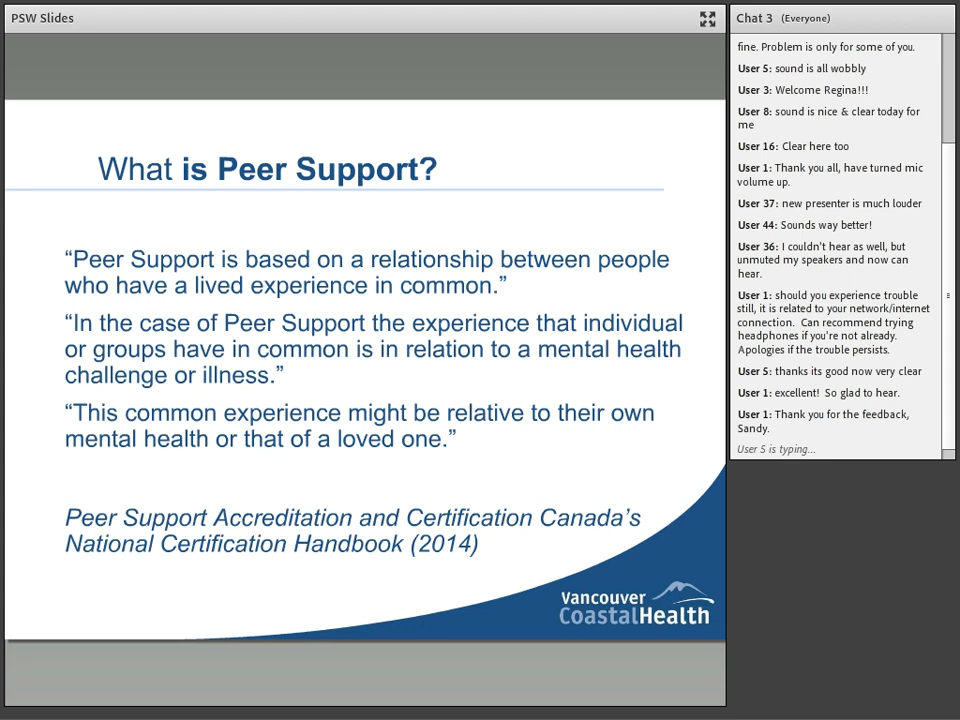 PSW Slides
What is Peer Support?
“Peer Support is based on a relationship between people
who have a lived experience in common.”
“In the case of Peer Support the experience that individual
or groups have in common is in relation to a mental health
challenge or illness.”
“This common experience might be relative to their own
mental health or that of a loved one.”
Peer Support Accreditation and Certification Canada’s
National Certification Handbook (2014)
Vancouver
CoastalHealth
Chat 3 (Everyone)
fine. Problem is only for some of you.
User 5: sound is all wobbly
User 3: Welcome Regina!!!
User 8: sound is nice & clear today for
me
User 16: Clear here too
User 1: Thank you all, have turned mic
volume up.
User 37: new presenter is much louder
User 44: Sounds way better!
User 36: I couldn't hear as well, but
unmuted my speakers and now can
hear.
User 1: should you experience trouble
still, it is related to your network/internet
connection. Can recommend trying
headphones if you're not already.
Apologies if the trouble persists.
User 5: thanks its good now very clear
User 1: excellent! So glad to hear.
User 1: Thank you for the feedback,
Sandy.
User 5 is typing...